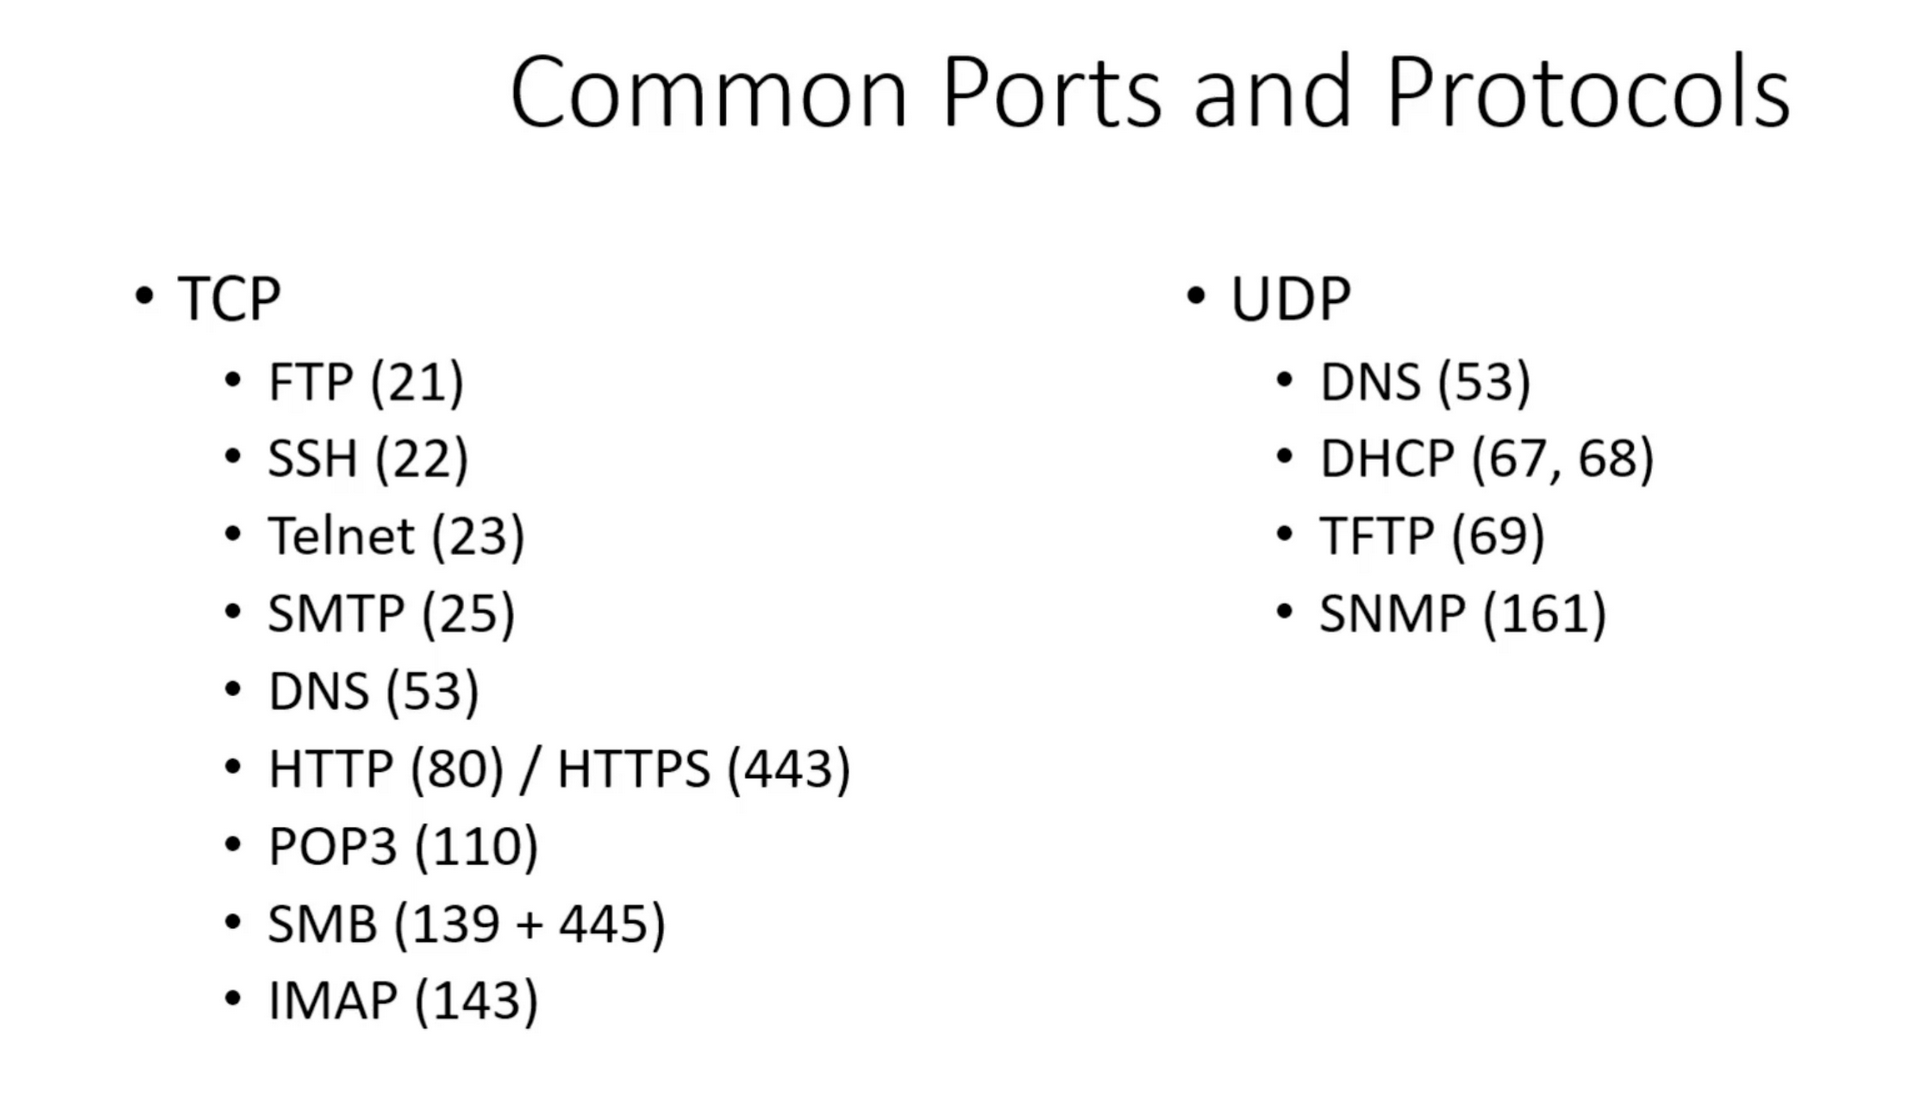 Common Ports and Protocols
• TCP
• FTP (21)
• SSH (22)
• Telnet (23)
• SMTP (25)
• DNS (53)
• HTTP (80) / HTTPS (443)
• POP3 (110)
• SMB (139 + 445)
• IMAP (143)
• UDP
• DNS (53)
• DHCP (67, 68)
• TFTP (69)
• SNMP (161)